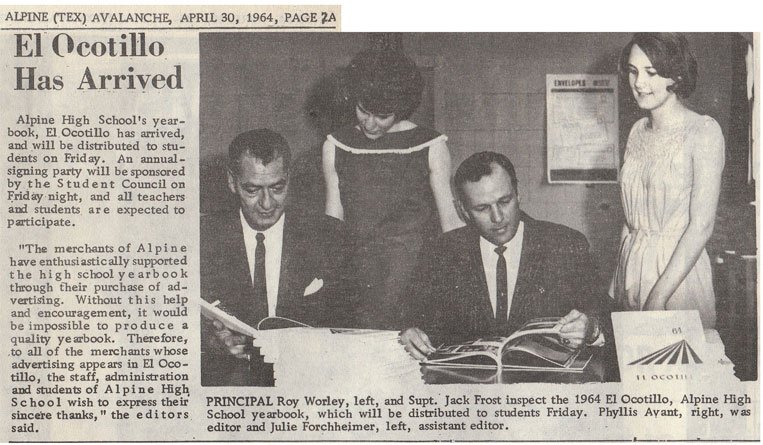 ALPINE (TEX) AVALANCHE, APRIL 30, 1964, PAGE 2A
El Ocotillo
Has Arrived
Alpine High School's year-
book, El Ocotillo has arrived,
and will be distributed to stu-
dents on Friday. An annual-
signing party will be sponsored
by the Student Council on
Friday night, and all teachers
and students are expected to
participate.
"The merchants of Alpine
have enthusiastically supported
the high school yearbook
through their purchase of ad-
vertising. Without this help
and encouragement, it would
be impossible to produce a
quality yearbook. Therefore,
to all of the merchants whose
advertising appears in El Oco-
tillo, the staff, administration
and students of Alpine High
School wish to express their
sincere thanks," the editors
said.
ENVELOPES
64
EL OCOTILLO
PRINCIPAL Roy Worley, left, and Supt. Jack Frost inspect the 1964 El Ocotillo, Alpine High
School yearbook, which will be distributed to students Friday. Phyllis Avant, right, was
editor and Julie Forchheimer, left, assistant editor.